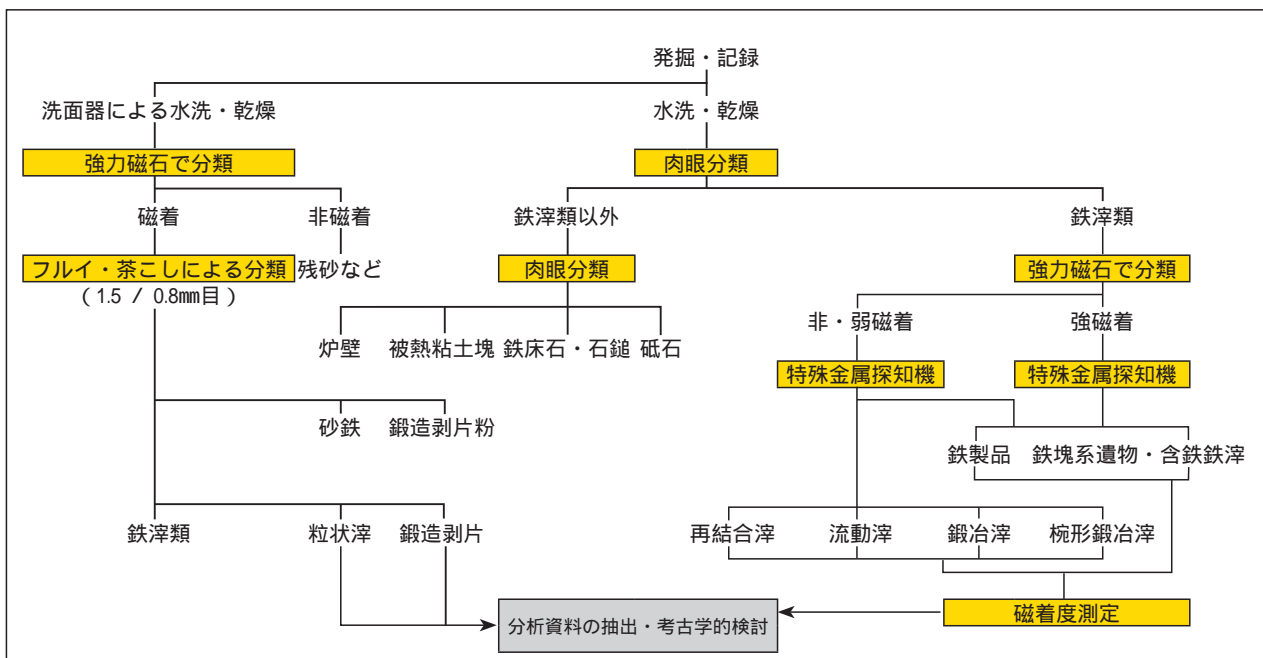 発掘・記録
洗面器による水洗・乾燥
水洗・乾燥
強力磁石で分類
肉眼分類
磁着
非磁着
鉄滓類以外
鉄滓類
フルイ・茶こしによる分類
残砂など
肉眼分類
強力磁石で分類
（1.5 / 0.8㎜目）
非・弱磁着
強磁着
炉壁
被熱粘土塊
鉄床石・石鎚
砥石
特殊金属探知機
特殊金属探知機
砂鉄
鍛造剥片粉
鉄製品
鉄塊系遺物・含鉄鉄滓
鉄滓類
粒状滓
鍛造剥片
再結合滓
流動滓
鍛冶滓
椀形鍛冶滓
分析資料の抽出・考古学的検討
磁着度測定